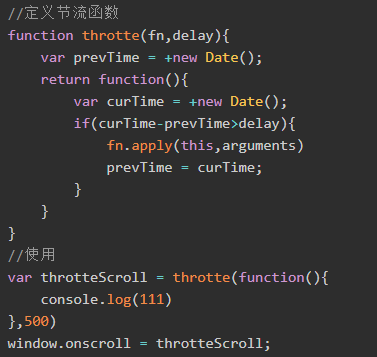 //定义节流函数
function throtte(fn,delay){
    var prevTime = +new Date();
    return function(){
        var curTime = +new Date();
        if(curTime-prevTime>delay){
            fn.apply(this,arguments)
            prevTime = curTime;
        }
    }
}
//使用
var throtteScroll = throtte(function(){
    console.log(111)
},500)
window.onscroll = throtteScroll;